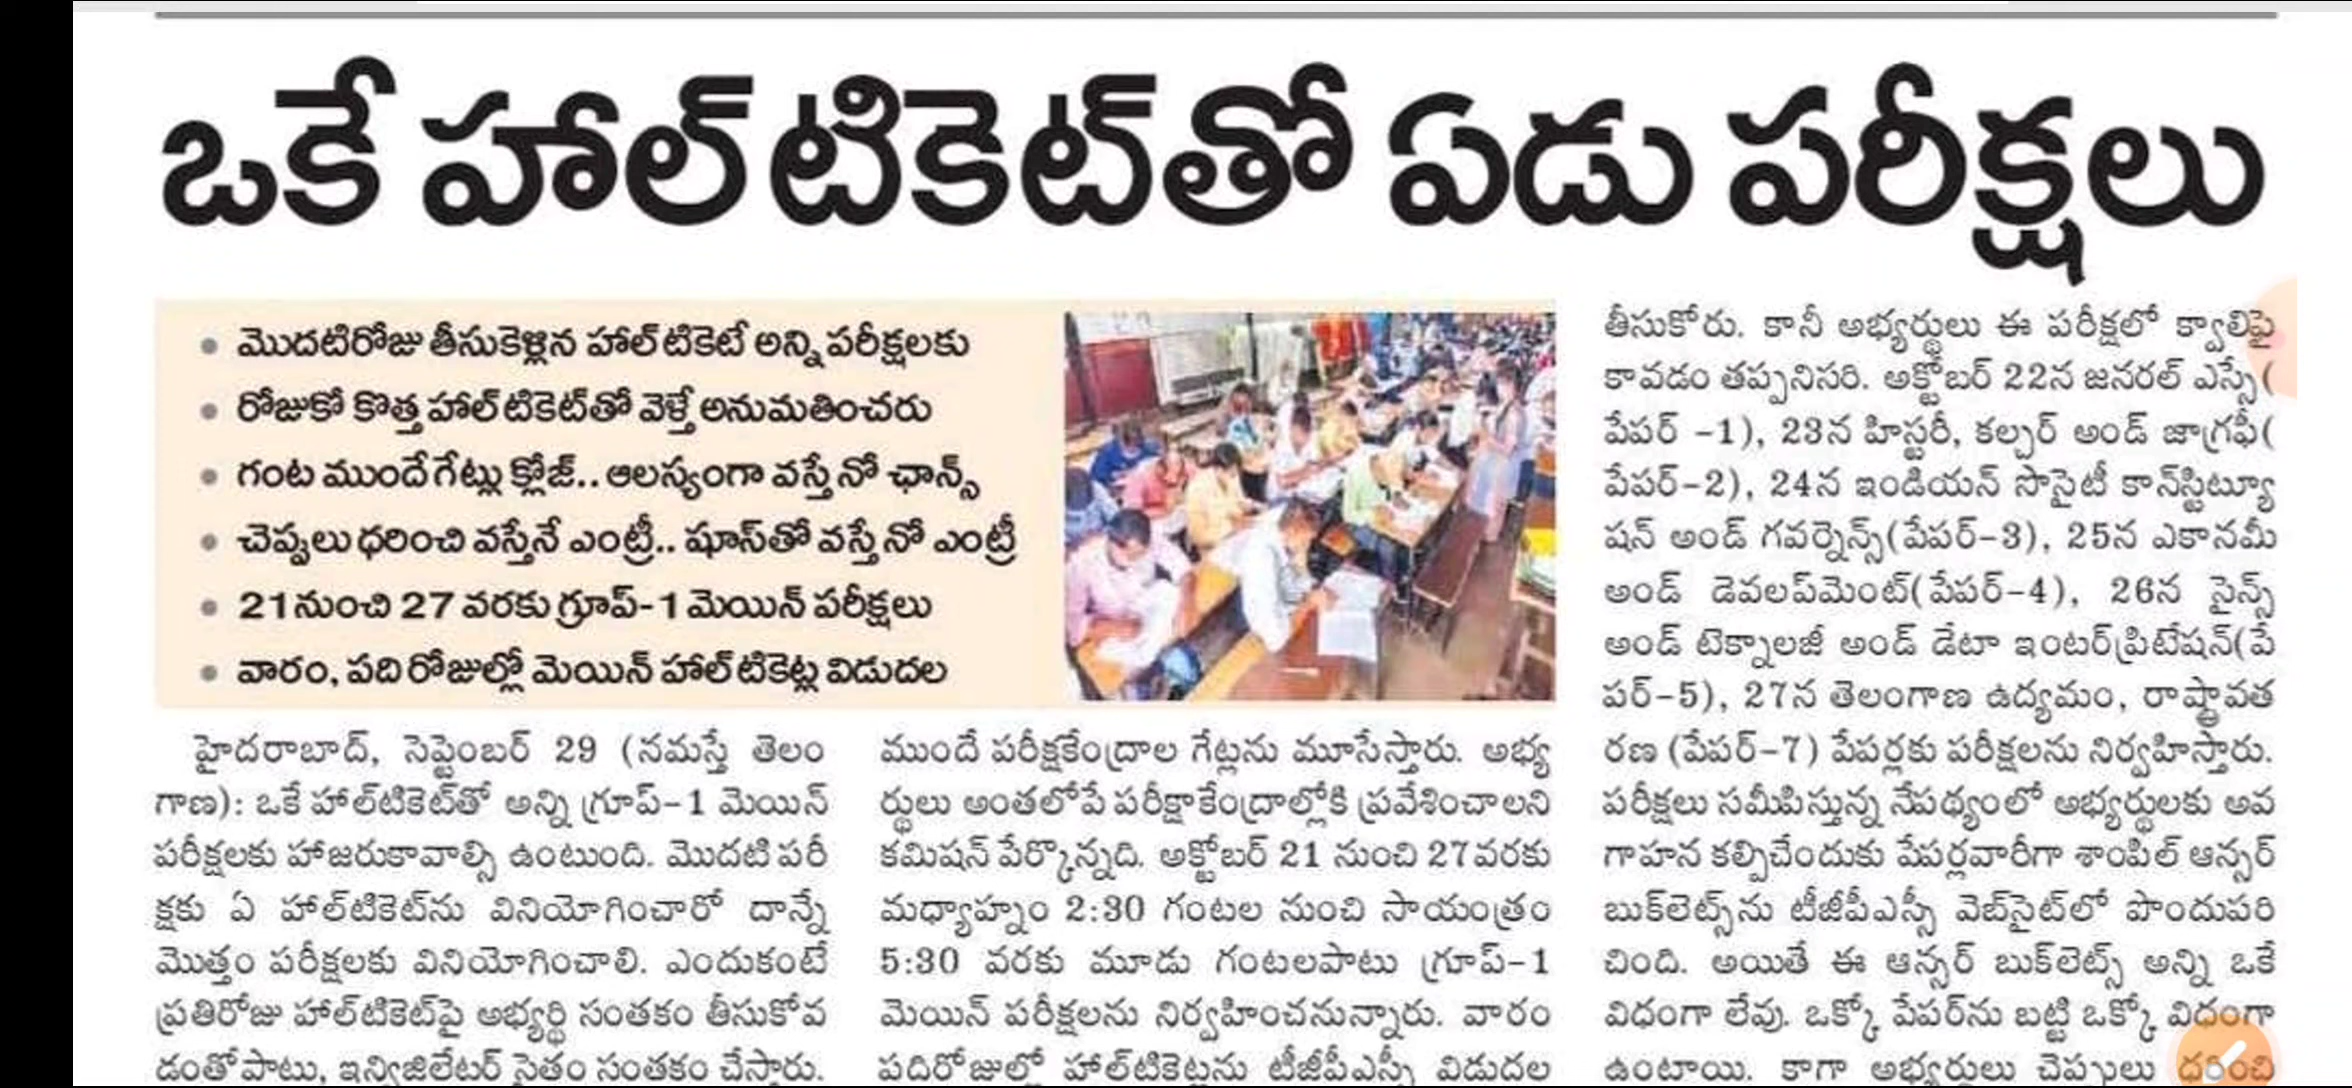 ఒకే హాల్‌టికెట్‌తో ఏడు పరీక్షలు
• మొదటిరోజు తీసుకెళ్లిన హాల్‌టికెటే అన్ని పరీక్షలకు
• రోజుకో కొత్త హాల్‌టికెట్‌తో వెళ్తే అనుమతించరు
• గంట ముందే గేట్లు క్లోజ్.. ఆలస్యంగా వస్తే నో ఛాన్స్
• చెప్పులు ధరించి వస్తేనే ఎంట్రీ.. షూస్‌తో వస్తే నో ఎంట్రీ
• 21నుంచి 27 వరకు గ్రూప్-1 మెయిన్ పరీక్షలు
• వారం, పది రోజుల్లో మెయిన్ హాల్‌టికెట్ల విడుదల
హైదరాబాద్, సెప్టెంబర్ 29 (నమస్తే తెలం
గాణ): ఒకే హాల్‌టికెట్‌తో అన్ని గ్రూప్-1 మెయిన్
పరీక్షలకు హాజరుకావాల్సి ఉంటుంది. మొదటి పరీ
క్షకు ఏ హాల్‌టికెట్‌ను వినియోగించారో దాన్నే
మొత్తం పరీక్షలకు వినియోగించాలి. ఎందుకంటే
ప్రతిరోజు హాల్‌టికెట్‌పై అభ్యర్థి సంతకం తీసుకోవ
డంతోపాటు, ఇన్విజిలేటర్ సైతం సంతకం చేస్తారు.
ముందే పరీక్షకేంద్రాల గేట్లను మూసేస్తారు. అభ్య
ర్థులు అంతలోపే పరీక్షాకేంద్రాల్లోకి ప్రవేశించాలని
కమిషన్ పేర్కొన్నది. అక్టోబర్ 21 నుంచి 27వరకు
మధ్యాహ్నం 2:30 గంటల నుంచి సాయంత్రం
5:30 వరకు మూడు గంటలపాటు గ్రూప్-1
మెయిన్ పరీక్షలను నిర్వహించనున్నారు. వారం
పదిరోజుల్లో హాల్‌టికెట్లను టీజీపీఎస్సీ విడుదల
తీసుకోరు. కానీ అభ్యర్థులు ఈ పరీక్షలో క్వాలిఫై
కావడం తప్పనిసరి. అక్టోబర్ 22న జనరల్ ఎస్సే(
పేపర్ -1), 23న హిస్టరీ, కల్చర్ అండ్ జాగ్రఫీ(
పేపర్-2), 24న ఇండియన్ సొసైటీ కాన్‌స్టిట్యూ
షన్ అండ్ గవర్నెన్స్(పేపర్-3), 25న ఎకానమీ
అండ్ డెవలప్‌మెంట్(పేపర్-4), 26న సైన్స్
అండ్ టెక్నాలజీ అండ్ డేటా ఇంటర్‌ప్రిటేషన్(పే
పర్-5), 27న తెలంగాణ ఉద్యమం, రాష్ట్రావత
రణ (పేపర్-7) పేపర్లకు పరీక్షలను నిర్వహిస్తారు.
పరీక్షలు సమీపిస్తున్న నేపథ్యంలో అభ్యర్థులకు అవ
గాహన కల్పిచేందుకు పేపర్లవారీగా శాంపిల్ ఆన్సర్
బుక్‌లెట్స్‌ను టీజీపీఎస్సీ వెబ్‌సైట్‌లో పొందుపరి
చింది. అయితే ఈ ఆన్సర్ బుక్‌లెట్స్ అన్ని ఒకే
విధంగా లేవు. ఒక్కో పేపర్‌ను బట్టి ఒక్కో విధంగా
ఉంటాయి. కాగా అభ్యర్థులు చెప్పులు ధరించి